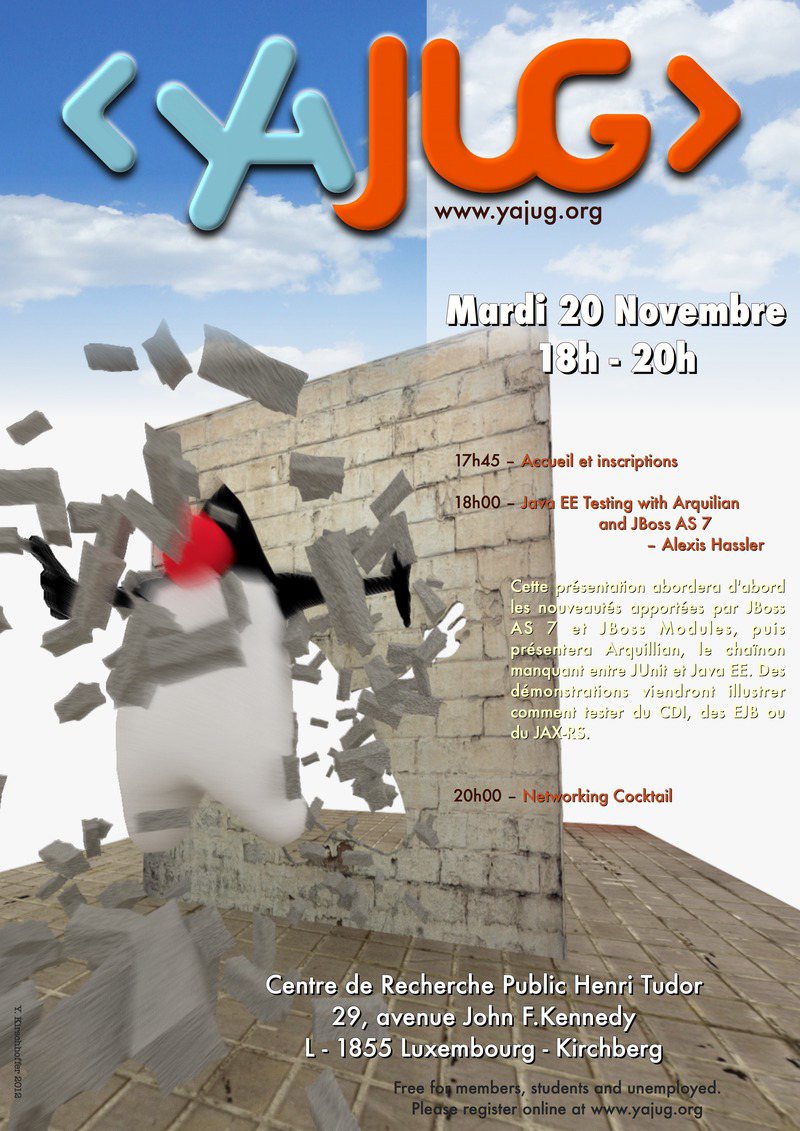 <YAJUG>
www.yajug.org
Mardi 20 Novembre
18h - 20h
17h45 – Accueil et inscriptions
18h00 – Java EE Testing with Arquilian
and JBoss AS 7
– Alexis Hassler
Cette présentation abordera d'abord
les nouveautés apportées par JBoss
AS 7 et JBoss Modules, puis
présentera Arquillian, le chaînon
manquant entre JUnit et Java EE. Des
démonstrations viendront illustrer
comment tester du CDI, des EJB ou
du JAX-RS.
20h00 – Networking Cocktail
Centre de Recherche Public Henri Tudor
29, avenue John F.Kennedy
L - 1855 Luxembourg - Kirchberg
Free for members, students and unemployed.
Please register online at www.yajug.org
Y. Kirschhoffer 2012